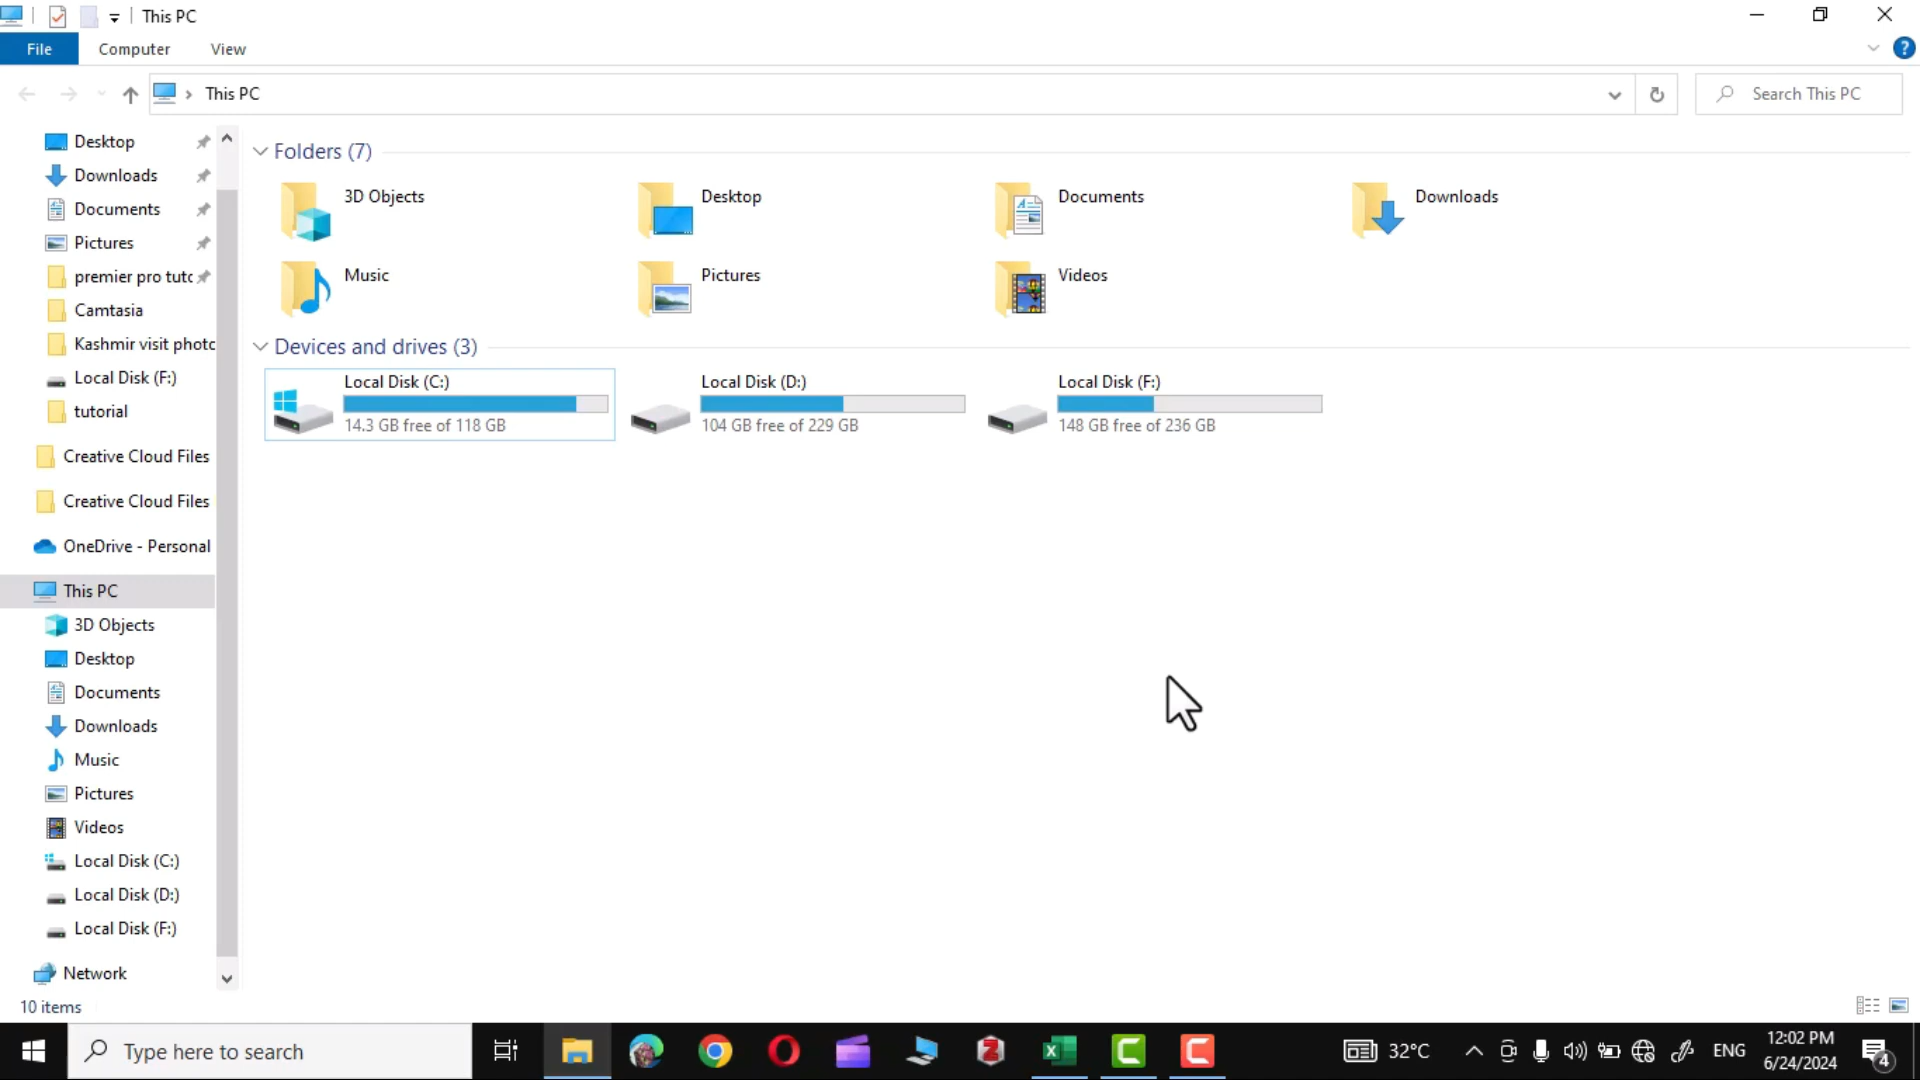 This PC
File Computer View
This PC
Search This PC
Desktop
Downloads
Documents
Pictures
premier pro tuto
Camtasia
Kashmir visit photo
Local Disk (F:)
tutorial
Creative Cloud Files
Creative Cloud Files
OneDrive - Personal
This PC
3D Objects
Desktop
Documents
Downloads
Music
Pictures
Videos
Local Disk (C:)
Local Disk (D:)
Local Disk (F:)
Network
Folders (7)
3D Objects
Desktop
Documents
Downloads
Music
Pictures
Videos
Devices and drives (3)
Local Disk (C:)
14.3 GB free of 118 GB
Local Disk (D:)
104 GB free of 229 GB
Local Disk (F:)
148 GB free of 236 GB
10 items
Type here to search
32°C
ENG
12:02 PM
6/24/2024
4